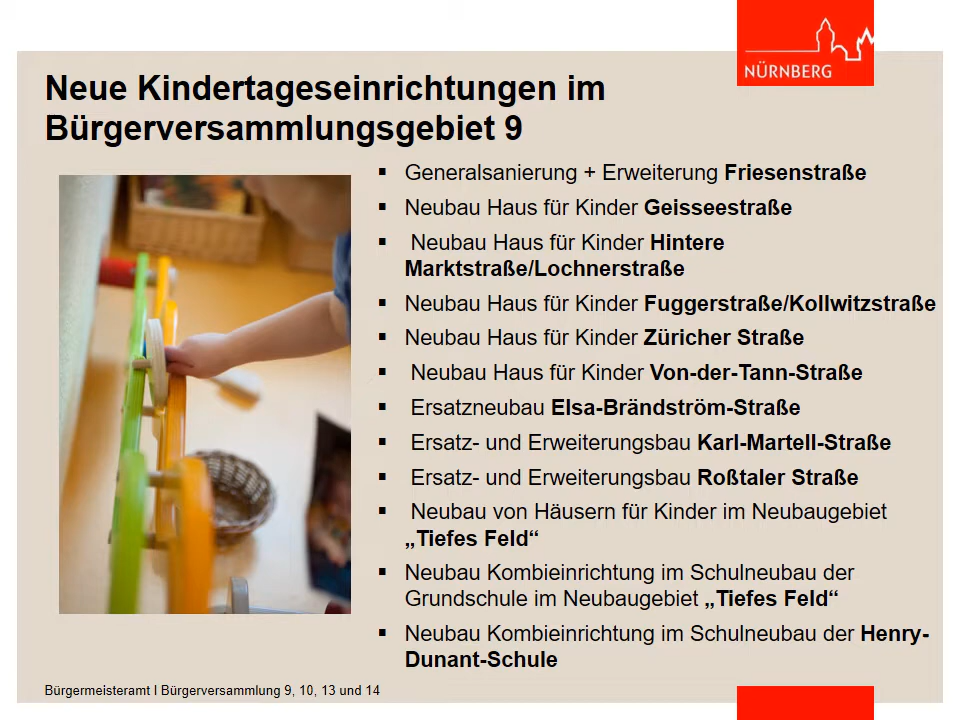 NÜRNBERG
Neue Kindertageseinrichtungen im
Bürgerversammlungsgebiet 9
▪ Generalsanierung + Erweiterung Friesenstraße
▪ Neubau Haus für Kinder Geisseestraße
▪ Neubau Haus für Kinder Hintere
Marktstraße/Lochnerstraße
▪ Neubau Haus für Kinder Fuggerstraße/Kollwitzstraße
▪ Neubau Haus für Kinder Züricher Straße
▪ Neubau Haus für Kinder Von-der-Tann-Straße
▪ Ersatzneubau Elsa-Brändström-Straße
▪ Ersatz- und Erweiterungsbau Karl-Martell-Straße
▪ Ersatz- und Erweiterungsbau Roßtaler Straße
▪ Neubau von Häusern für Kinder im Neubaugebiet
„Tiefes Feld“
▪ Neubau Kombieinrichtung im Schulneubau der
Grundschule im Neubaugebiet „Tiefes Feld“
▪ Neubau Kombieinrichtung im Schulneubau der Henry-
Dunant-Schule
Bürgermeisteramt I Bürgerversammlung 9, 10, 13 und 14